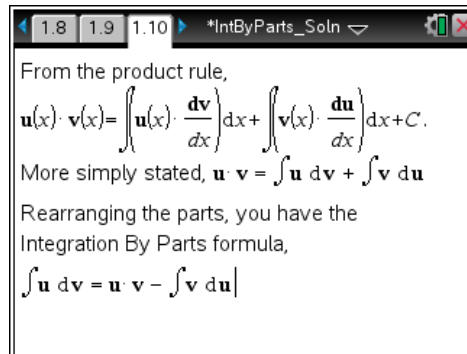 1.8 1.9 1.10 *IntByParts_Soln
From the product rule,
u(x)· v(x)=∫(u(x)· dv/dx)dx+∫(v(x)· du/dx)dx+C.
More simply stated, u· v = ∫u dv + ∫v du
Rearranging the parts, you have the
Integration By Parts formula,
∫u dv = u· v − ∫v du